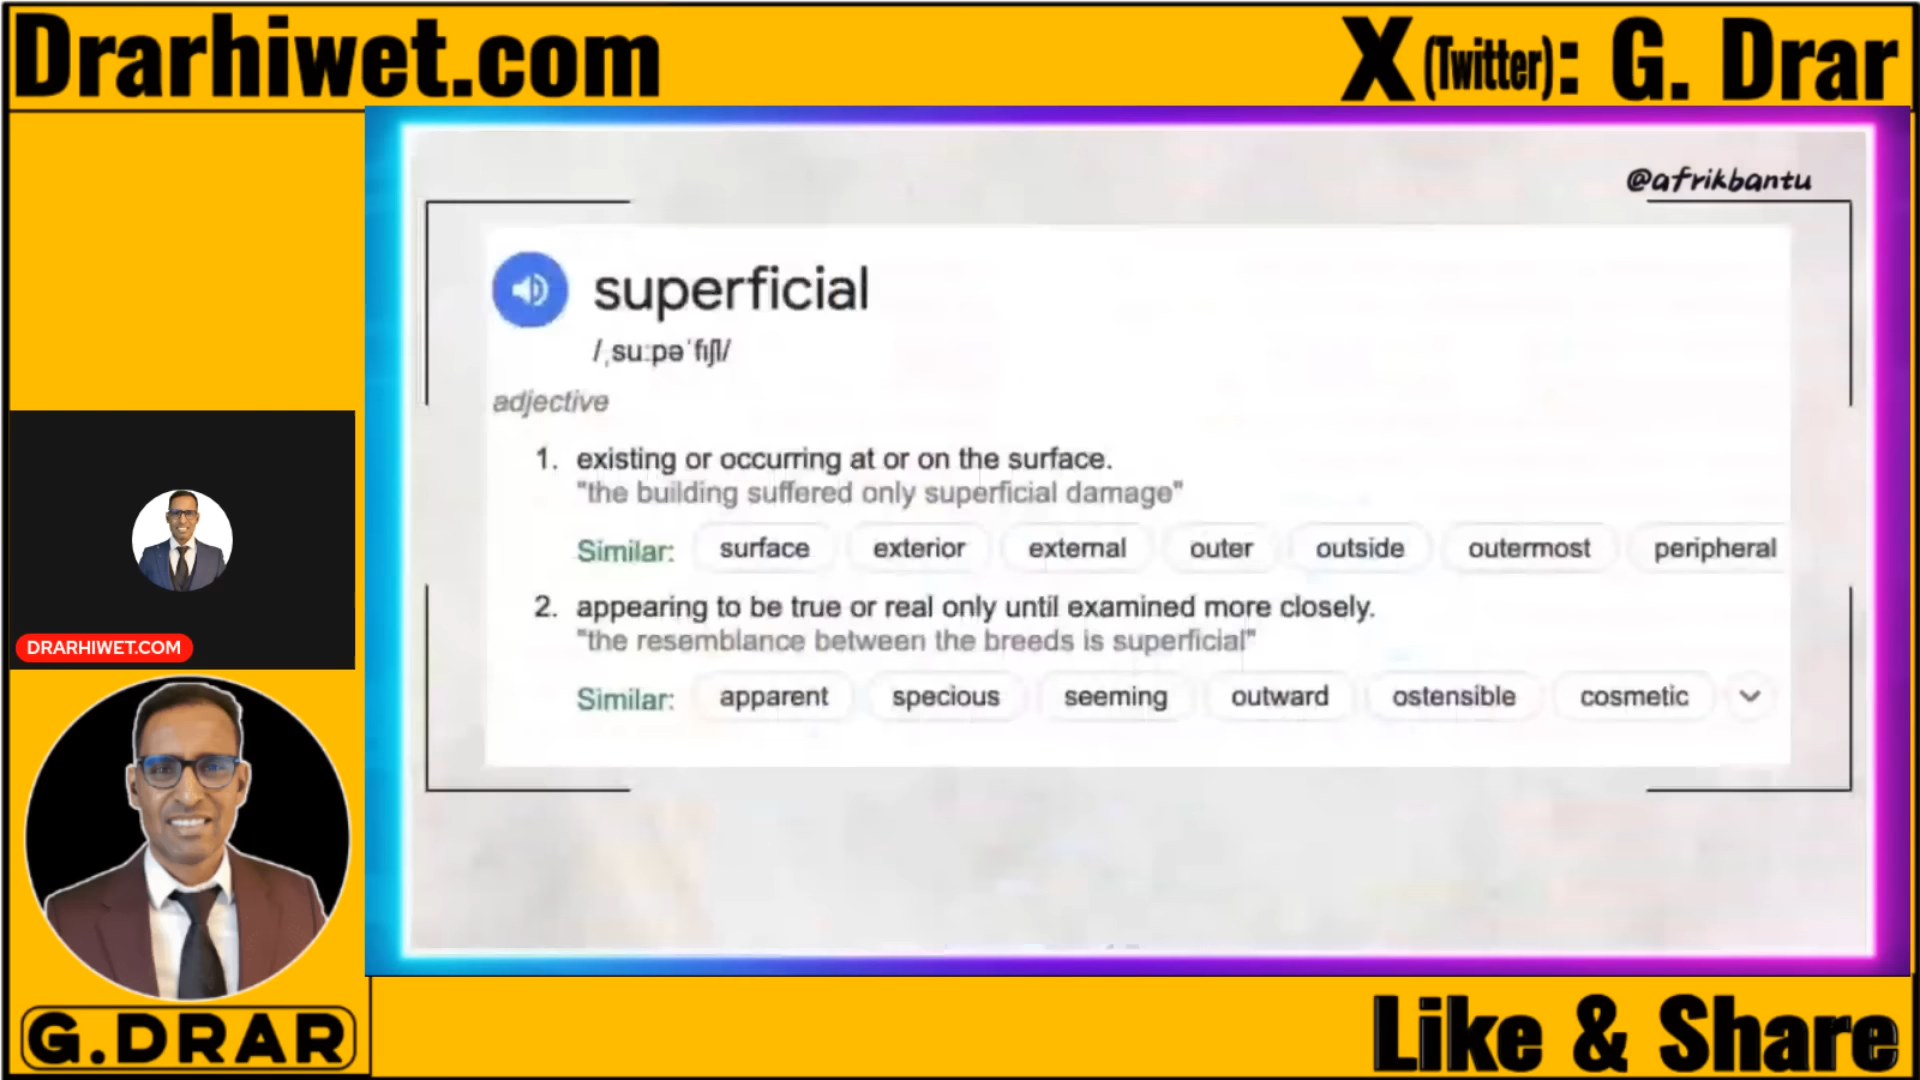 Drarhiwet.com
X (Twitter): G. Drar
@afrikbantu
superficial
/ˌsuːpəˈfɪʃl/
adjective
1. existing or occurring at or on the surface.
"the building suffered only superficial damage"
Similar: surface exterior external outer outside outermost peripheral
2. appearing to be true or real only until examined more closely.
"the resemblance between the breeds is superficial"
Similar: apparent specious seeming outward ostensible cosmetic
DRARHIWET.COM
G.DRAR
Like & Share